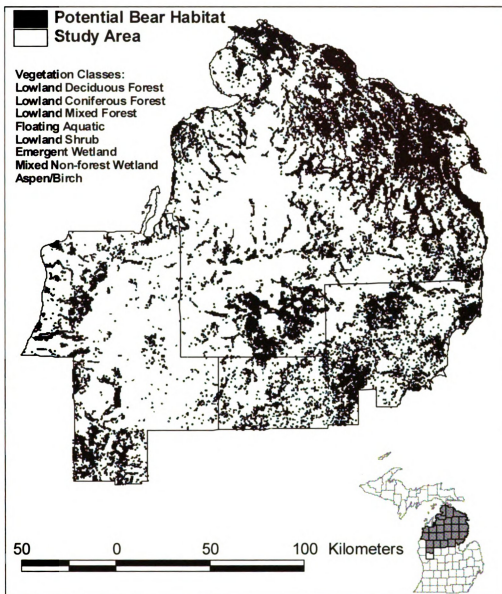 Potential Bear Habitat
Study Area
Vegetation Classes:
Lowland Deciduous Forest
Lowland Coniferous Forest
Lowland Mixed Forest
Floating Aquatic
Lowland Shrub
Emergent Wetland
Mixed Non-forest Wetland
Aspen/Birch
50 0 50 100 Kilometers